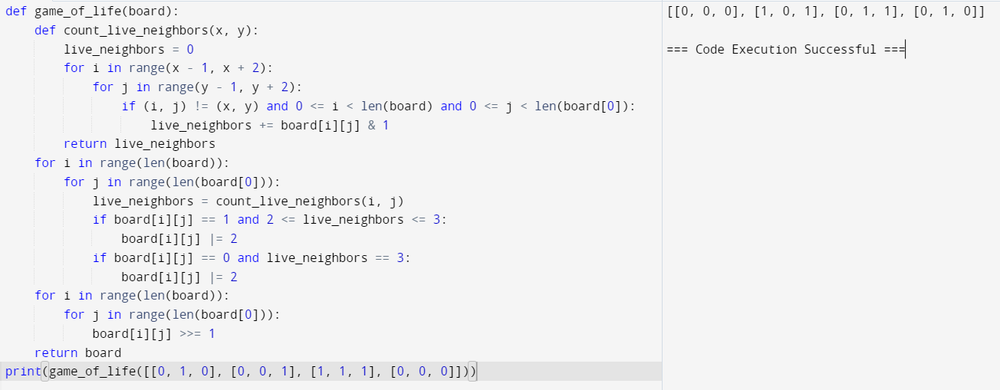 def game_of_life(board):
    def count_live_neighbors(x, y):
        live_neighbors = 0
        for i in range(x - 1, x + 2):
            for j in range(y - 1, y + 2):
                if (i, j) != (x, y) and 0 <= i < len(board) and 0 <= j < len(board[0]):
                    live_neighbors += board[i][j] & 1
        return live_neighbors
    for i in range(len(board)):
        for j in range(len(board[0])):
            live_neighbors = count_live_neighbors(i, j)
            if board[i][j] == 1 and 2 <= live_neighbors <= 3:
                board[i][j] |= 2
            if board[i][j] == 0 and live_neighbors == 3:
                board[i][j] |= 2
    for i in range(len(board)):
        for j in range(len(board[0])):
            board[i][j] >>= 1
    return board
print(game_of_life([[0, 1, 0], [0, 0, 1], [1, 1, 1], [0, 0, 0]]))
[[0, 0, 0], [1, 0, 1], [0, 1, 1], [0, 1, 0]]
=== Code Execution Successful ===